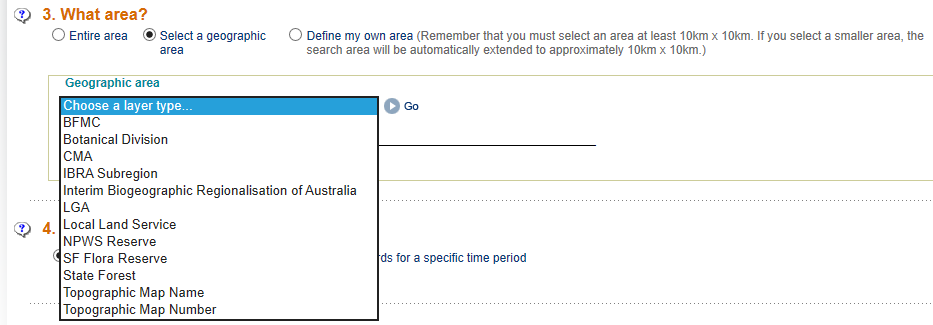 3. What area?
Entire area
Select a geographic area
Define my own area (Remember that you must select an area at least 10km x 10km. If you select a smaller area, the
search area will be automatically extended to approximately 10km x 10km.)
Geographic area
Choose a layer type...
Go
BFMC
Botanical Division
CMA
IBRA Subregion
Interim Biogeographic Regionalisation of Australia
LGA
Local Land Service
4.
NPWS Reserve
SF Flora Reserve
for a specific time period
State Forest
Topographic Map Name
Topographic Map Number